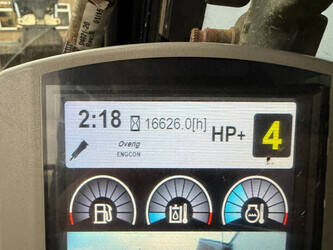 2:18 16626.0[h] HP+ 4
Oveng
ENGCON